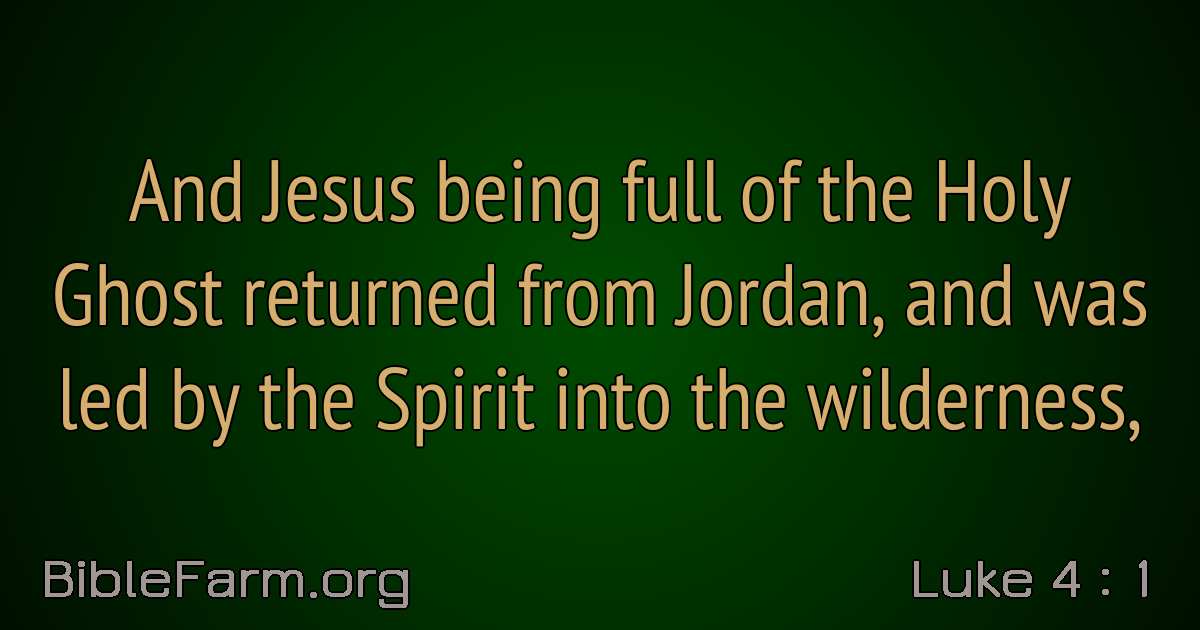 And Jesus being full of the Holy
Ghost returned from Jordan, and was
led by the Spirit into the wilderness,
BibleFarm.org
Luke 4 : 1